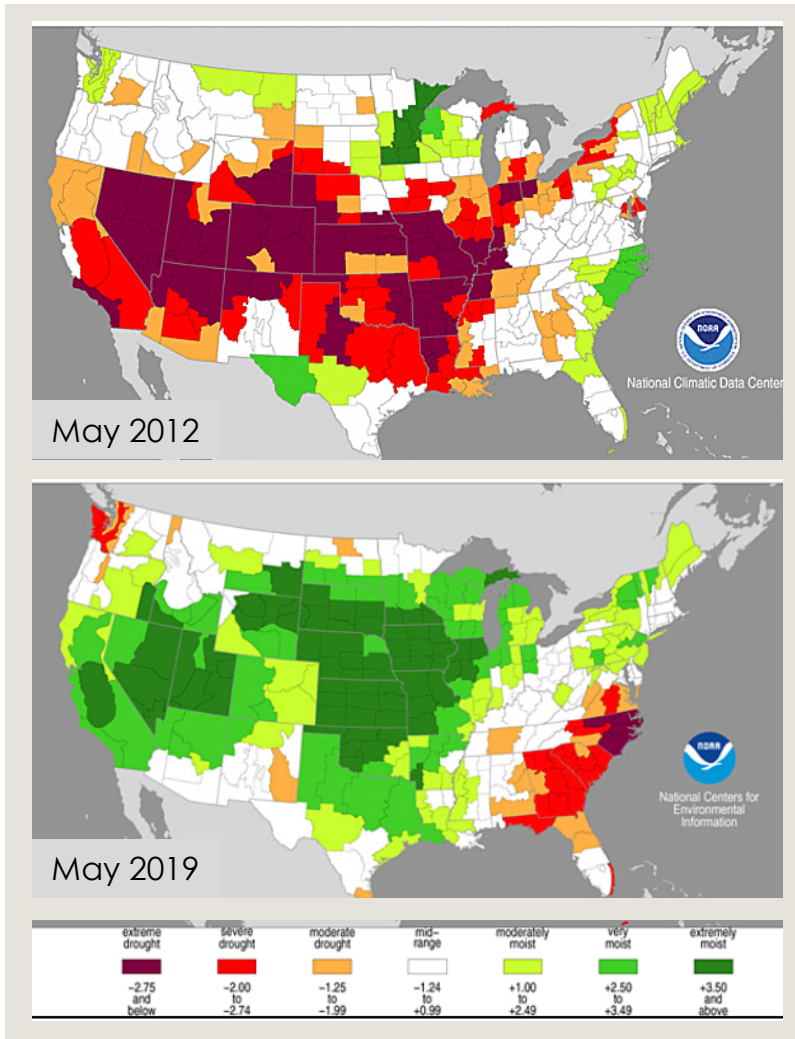 NOAA
National Climatic Data Center
May 2012
NOAA
National Centers for
Environmental
Information
May 2019
extreme drought severe drought moderate drought mid- range moderately moist very moist extremely moist
-2.75 and below -2.00 to -2.74 -1.25 to -1.99 -1.24 to +0.99 +1.00 to +2.49 +2.50 to +3.49 +3.50 and above